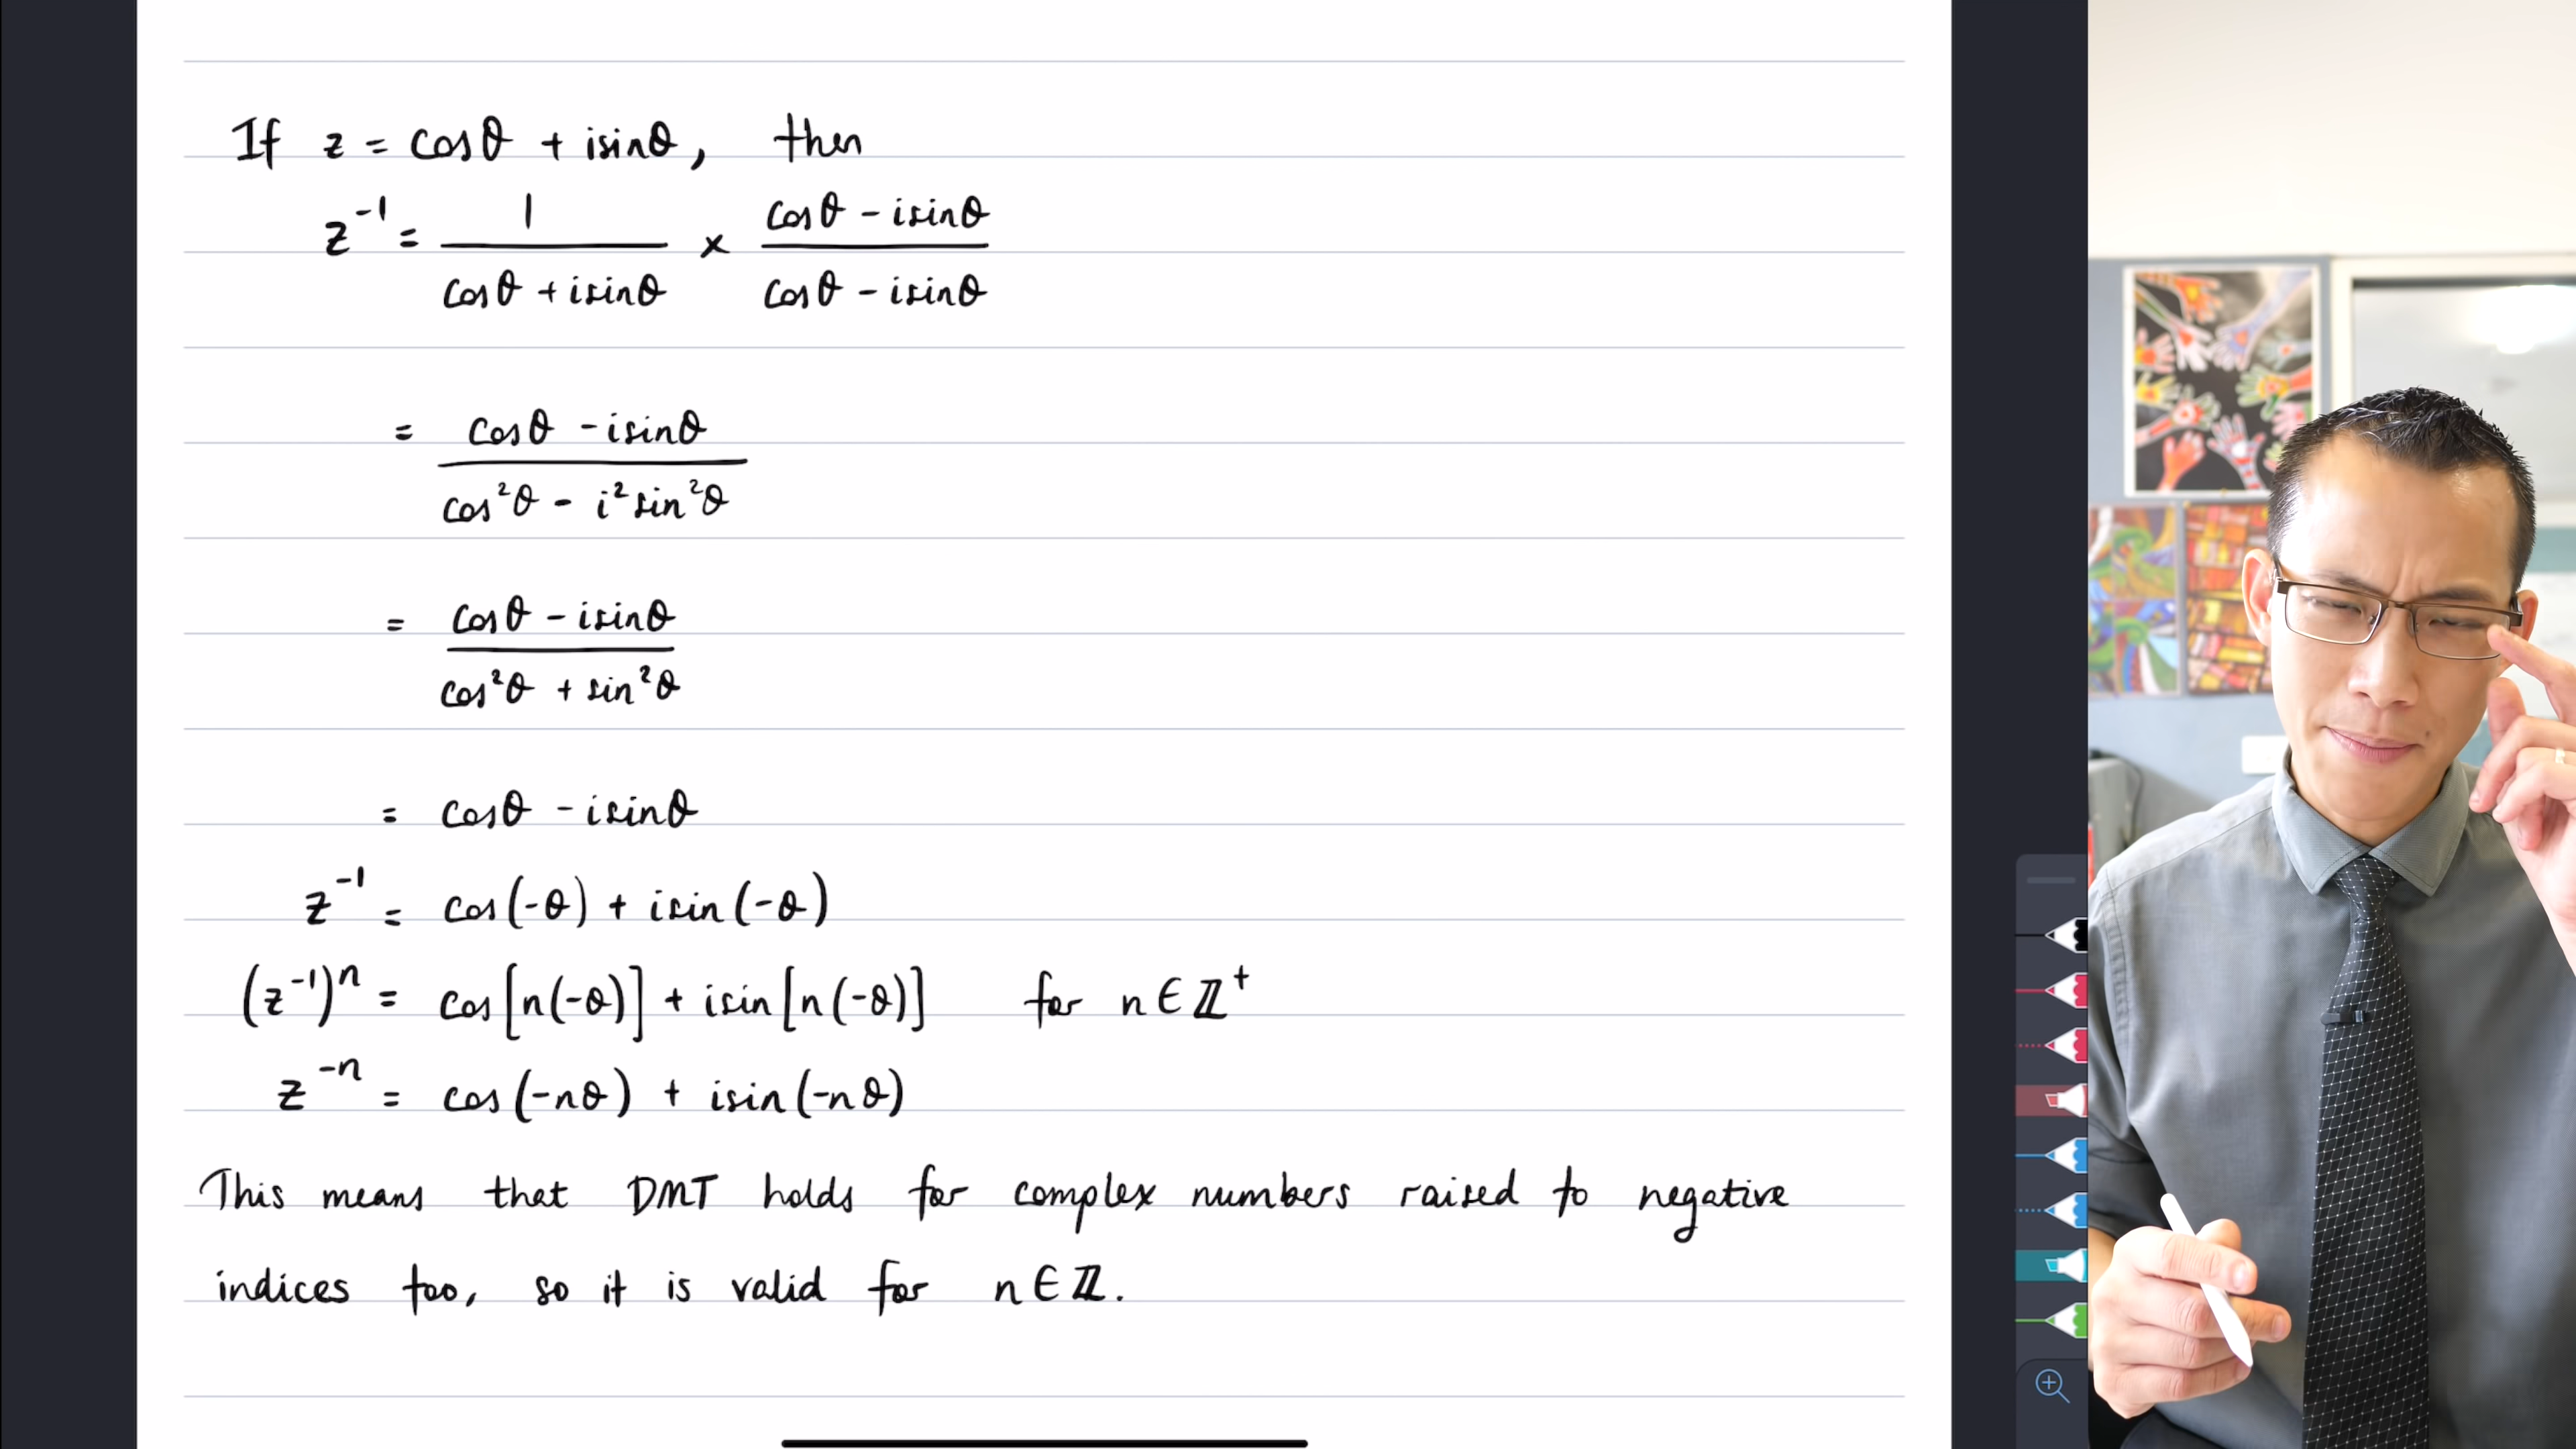 If z = cosθ + isinθ, then
z⁻¹ = 1/(cosθ + isinθ) × (cosθ - isinθ)/(cosθ - isinθ)
= (cosθ - isinθ)/(cos²θ - i²sin²θ)
= (cosθ - isinθ)/(cos²θ + sin²θ)
= cosθ - isinθ
z⁻¹ = cos(-θ) + isin(-θ)
(z⁻¹)ⁿ = cos[n(-θ)] + isin[n(-θ)] for n∈ℤ⁺
z⁻ⁿ = cos(-nθ) + isin(-nθ)
This means that DMT holds for complex numbers raised to negative
indices too, so it is valid for n∈ℤ.